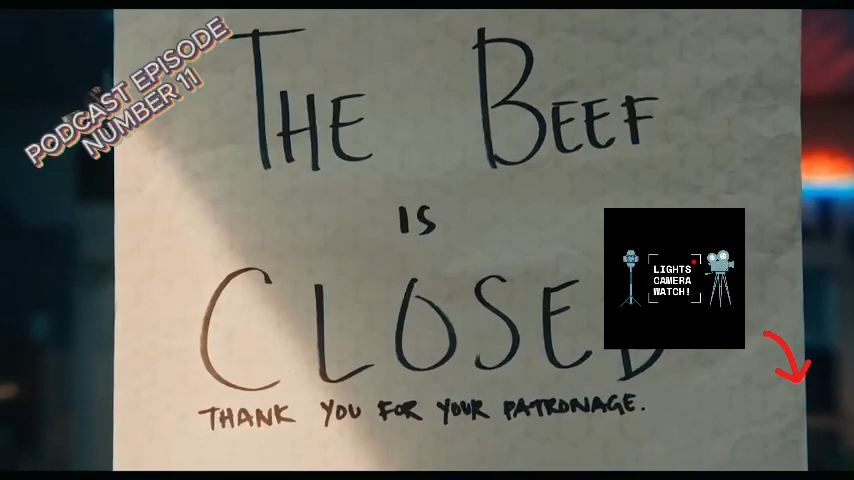 PODCAST EPISODE
NUMBER 11
THE BEEF
IS
CLOSED
THANK YOU FOR YOUR PATRONAGE.
LIGHTS
CAMERA
WATCH!